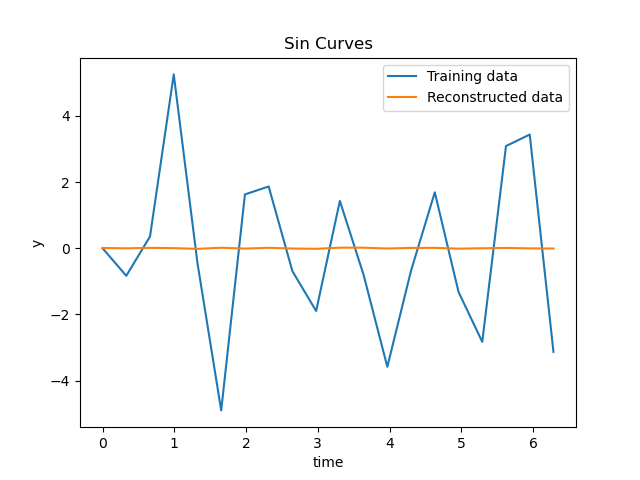 Sin Curves
Training data
Reconstructed data
4
2
0
−2
−4
y
0 1 2 3 4 5 6
time